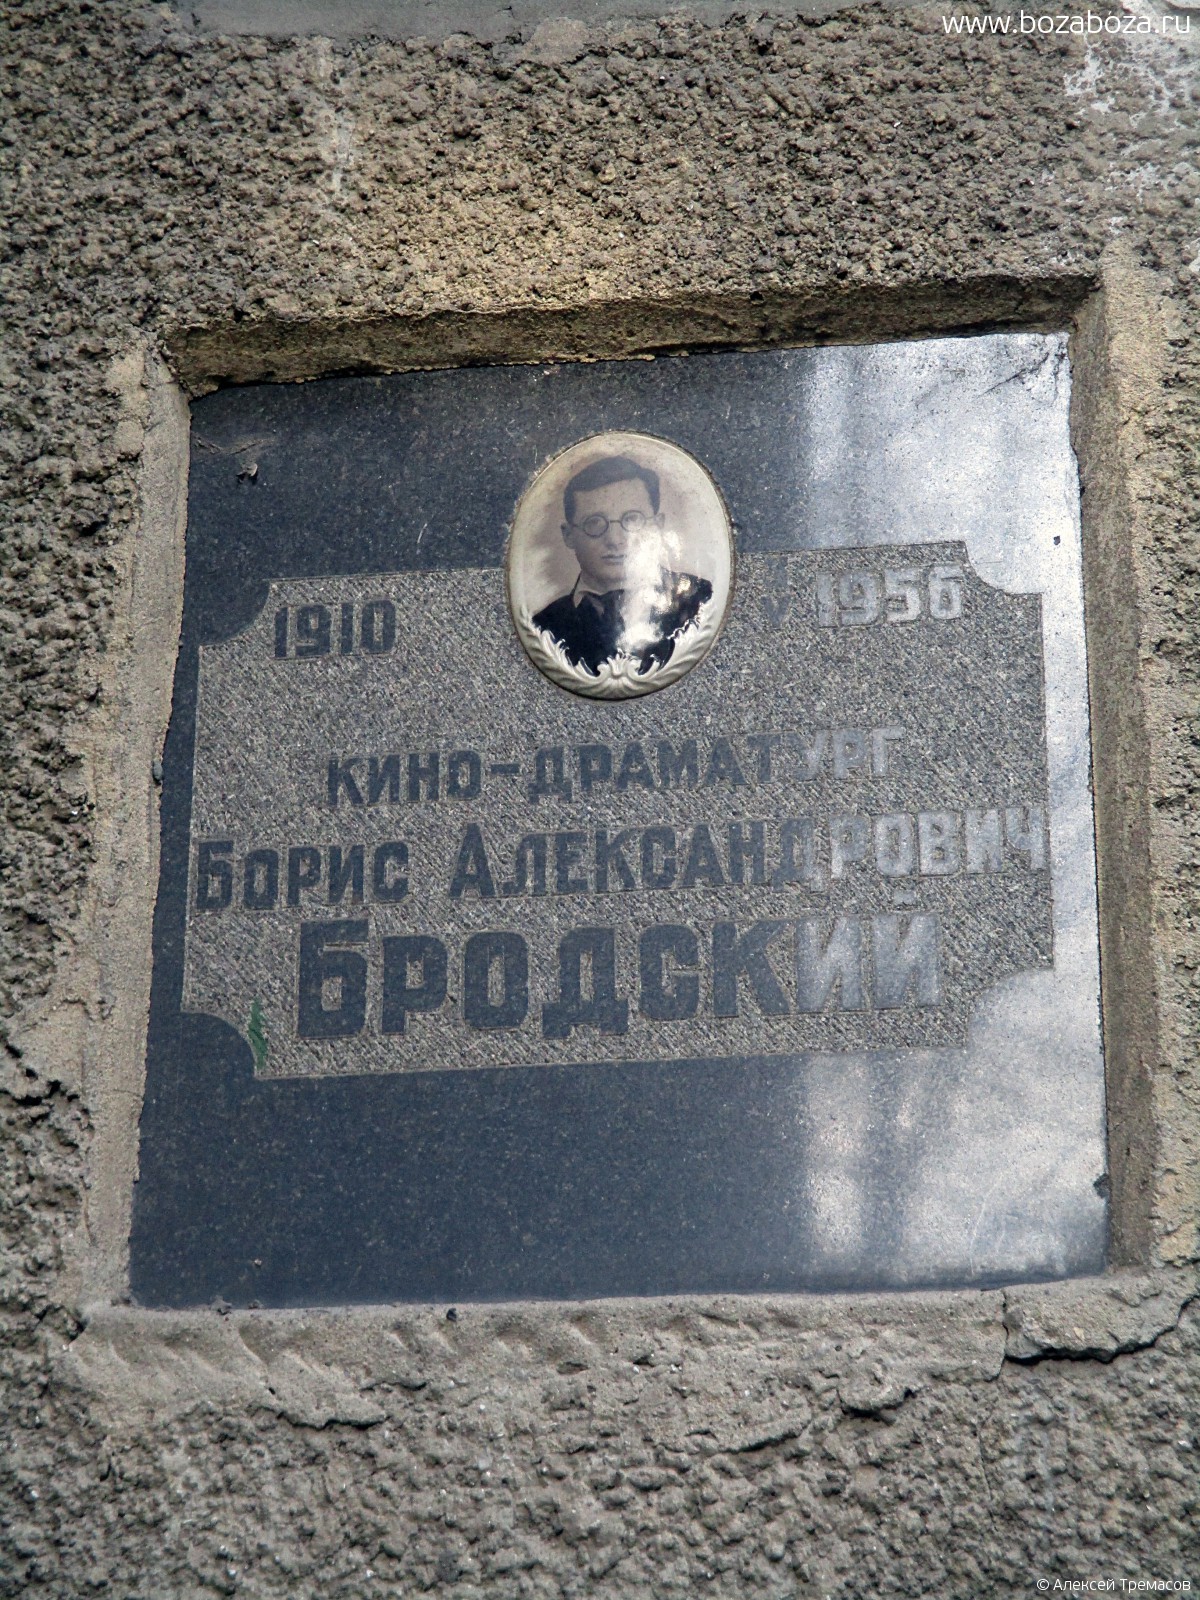 www.bozaboza.ru
1910 1956
КИНО-ДРАМАТУРГ
БОРИС АЛЕКСАНДРОВИЧ
БРОДСКИЙ
© Алексей Тремасов